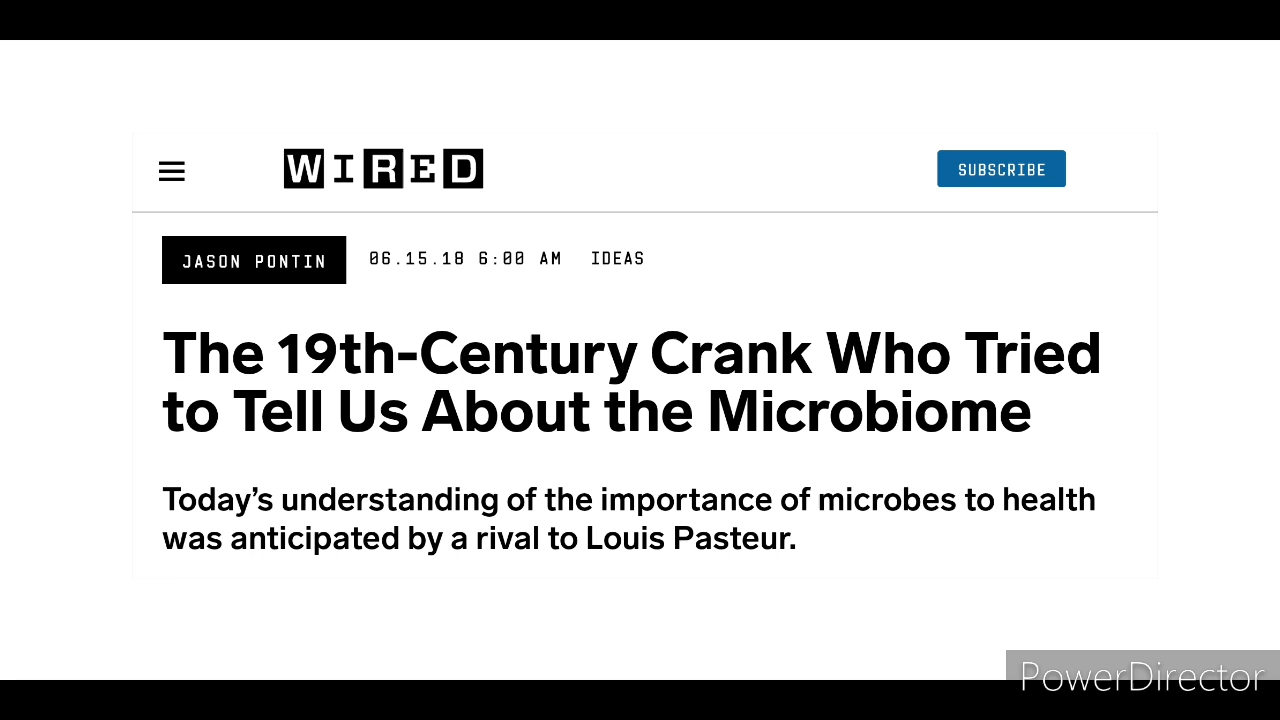 WIRED
SUBSCRIBE
JASON PONTIN 06.15.18 6:00 AM IDEAS
The 19th-Century Crank Who Tried
to Tell Us About the Microbiome
Today’s understanding of the importance of microbes to health
was anticipated by a rival to Louis Pasteur.
PowerDirector